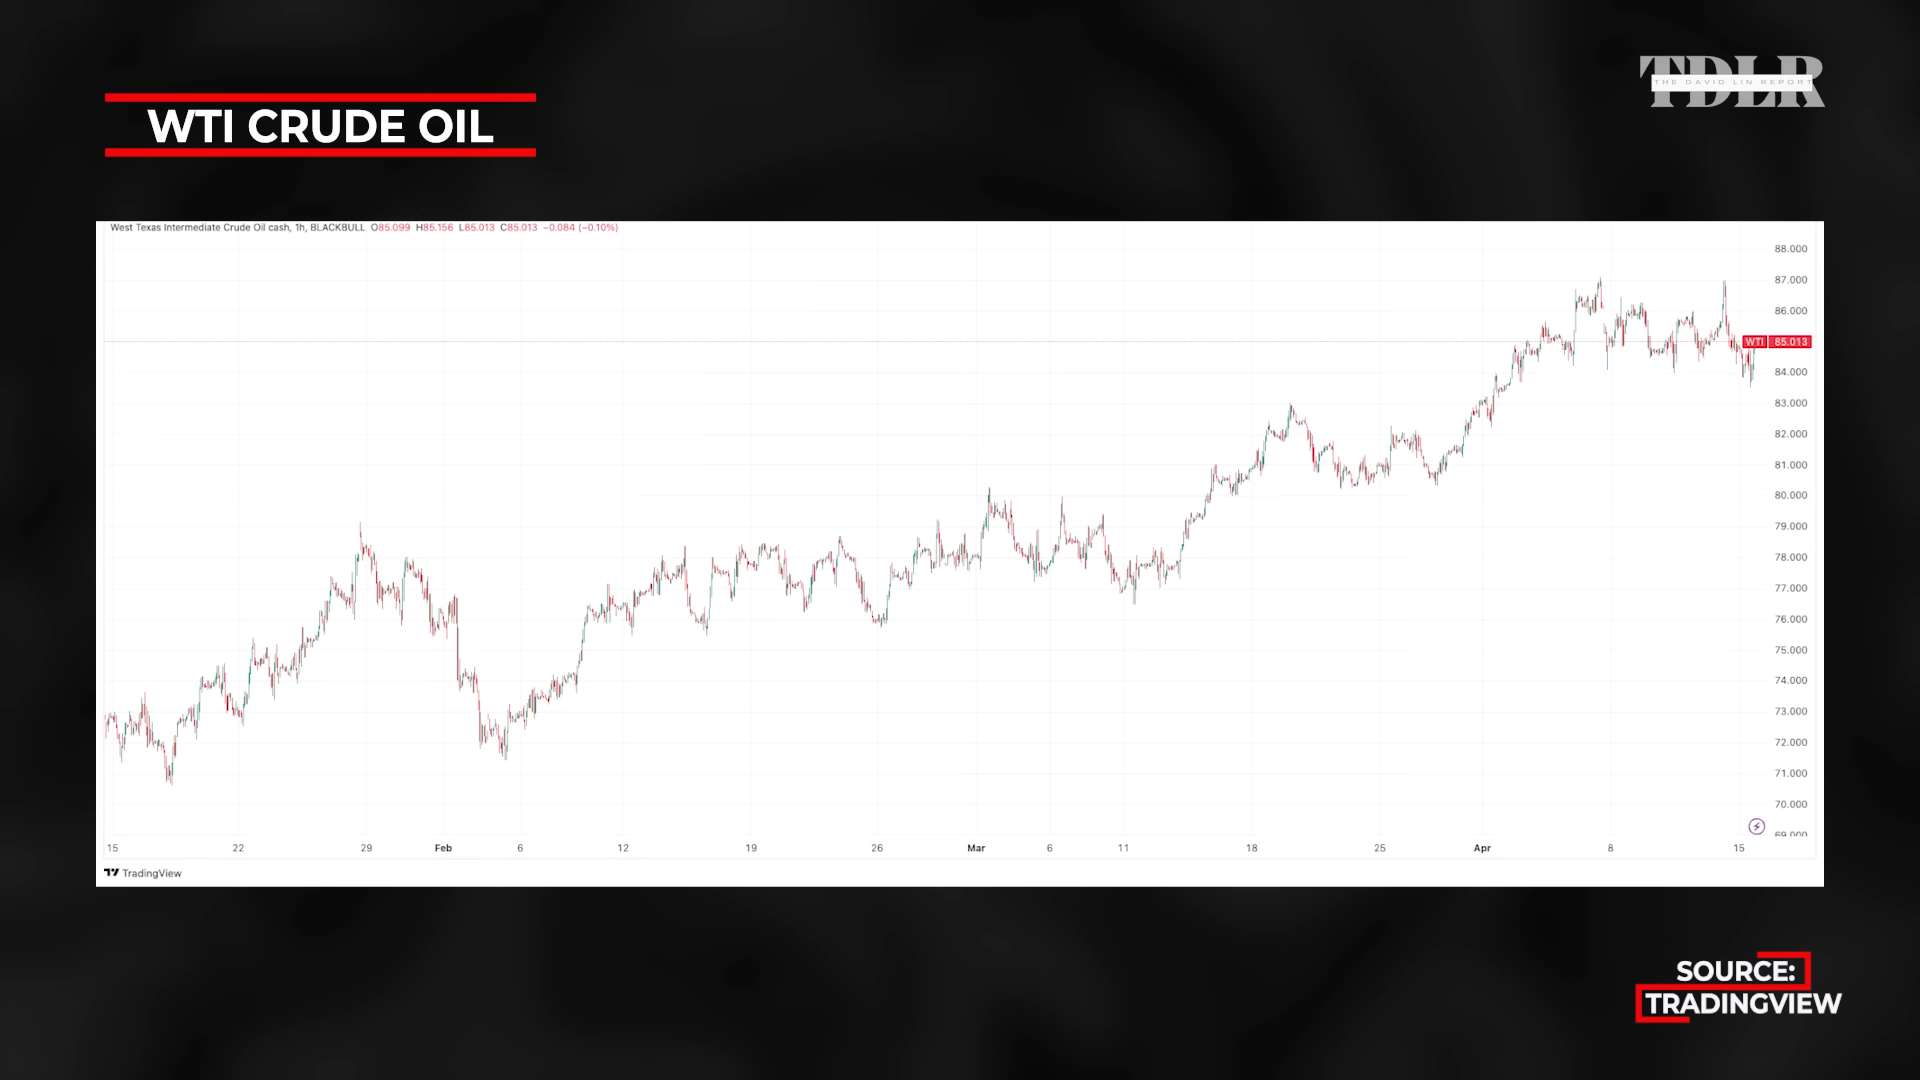 TDLR
THE DAVID LIN REPORT
WTI CRUDE OIL
West Texas Intermediate Crude Oil cash, 1h, BLACKBULL O85.099 H85.156 L85.013 C85.013 −0.084 (−0.10%)
88.000
87.000
86.000
WTI 85.013
84.000
83.000
82.000
81.000
80.000
79.000
78.000
77.000
76.000
75.000
74.000
73.000
72.000
71.000
70.000
69.000
15 22 29 Feb 6 12 19 26 Mar 6 11 18 25 Apr 8 15
TradingView
SOURCE:
TRADINGVIEW